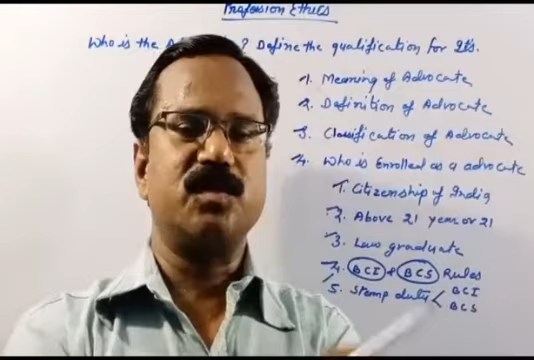 Profession Ethics
Who is the ? Define the qualification for It's.
1. Meaning of Advocate
2. Definition of Advocate
3. Classification of Advocate
4. Who is Enrolled as a advocate
1. Citizenship of India
2. Above 21 year or 21
3. Law graduate
4. BCI & BCS Rules
5. Stamp duty < BCI
BCS